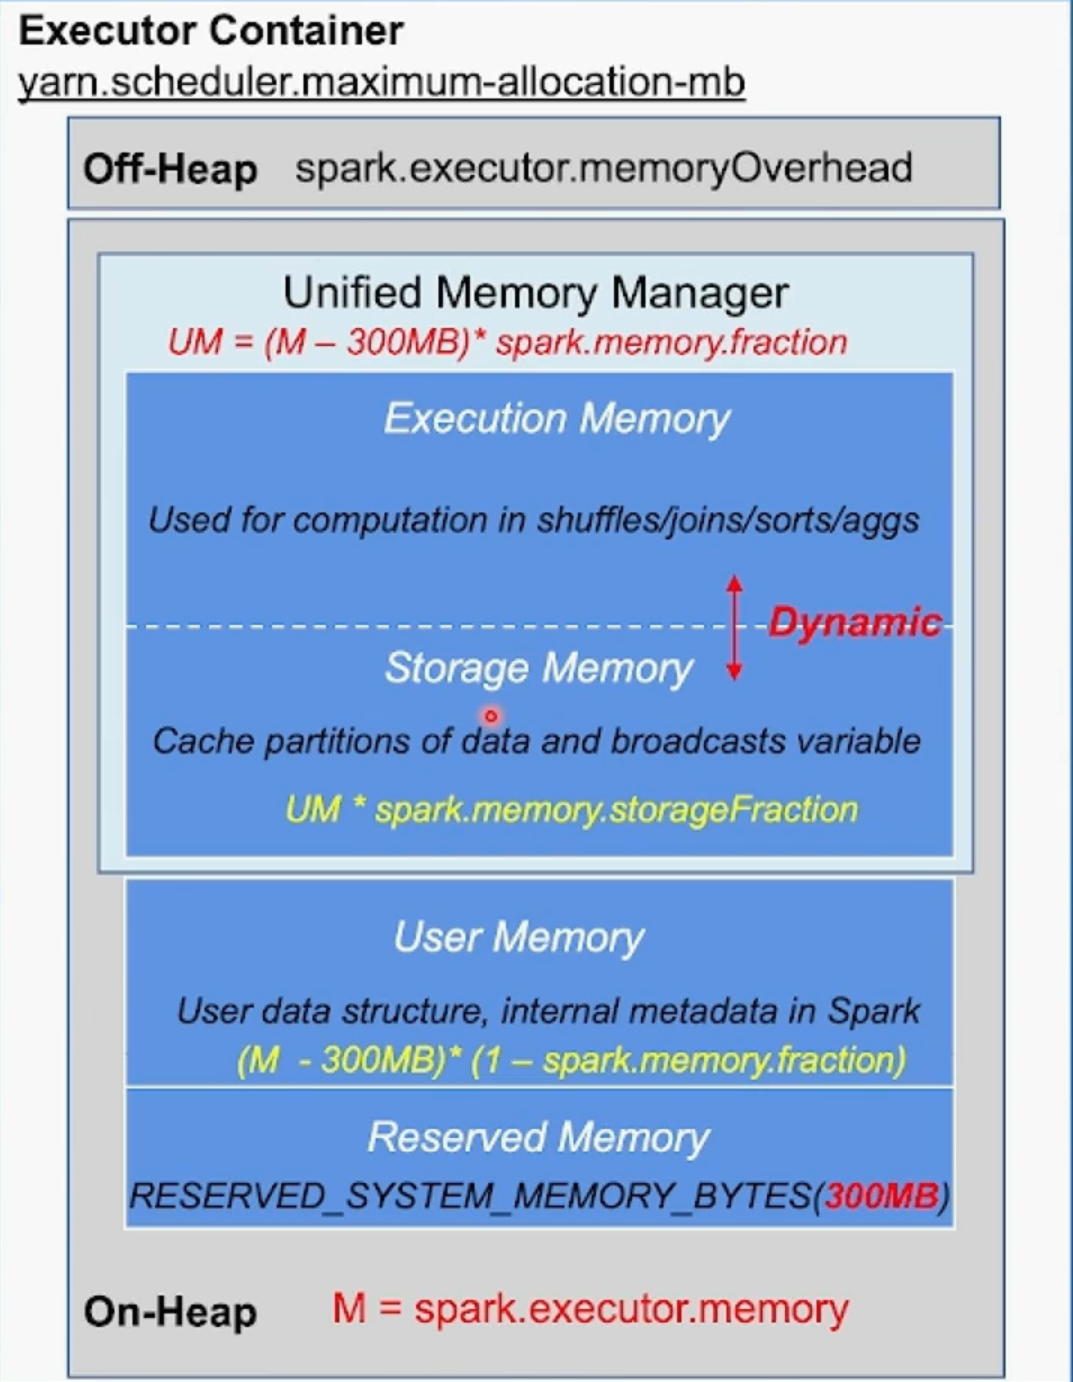 Executor Container
yarn.scheduler.maximum-allocation-mb
Off-Heap spark.executor.memoryOverhead
Unified Memory Manager
UM = (M – 300MB)* spark.memory.fraction
Execution Memory
Used for computation in shuffles/joins/sorts/aggs
Dynamic
Storage Memory
Cache partitions of data and broadcasts variable
UM * spark.memory.storageFraction
User Memory
User data structure, internal metadata in Spark
(M - 300MB)* (1 – spark.memory.fraction)
Reserved Memory
RESERVED_SYSTEM_MEMORY_BYTES(300MB)
On-Heap M = spark.executor.memory